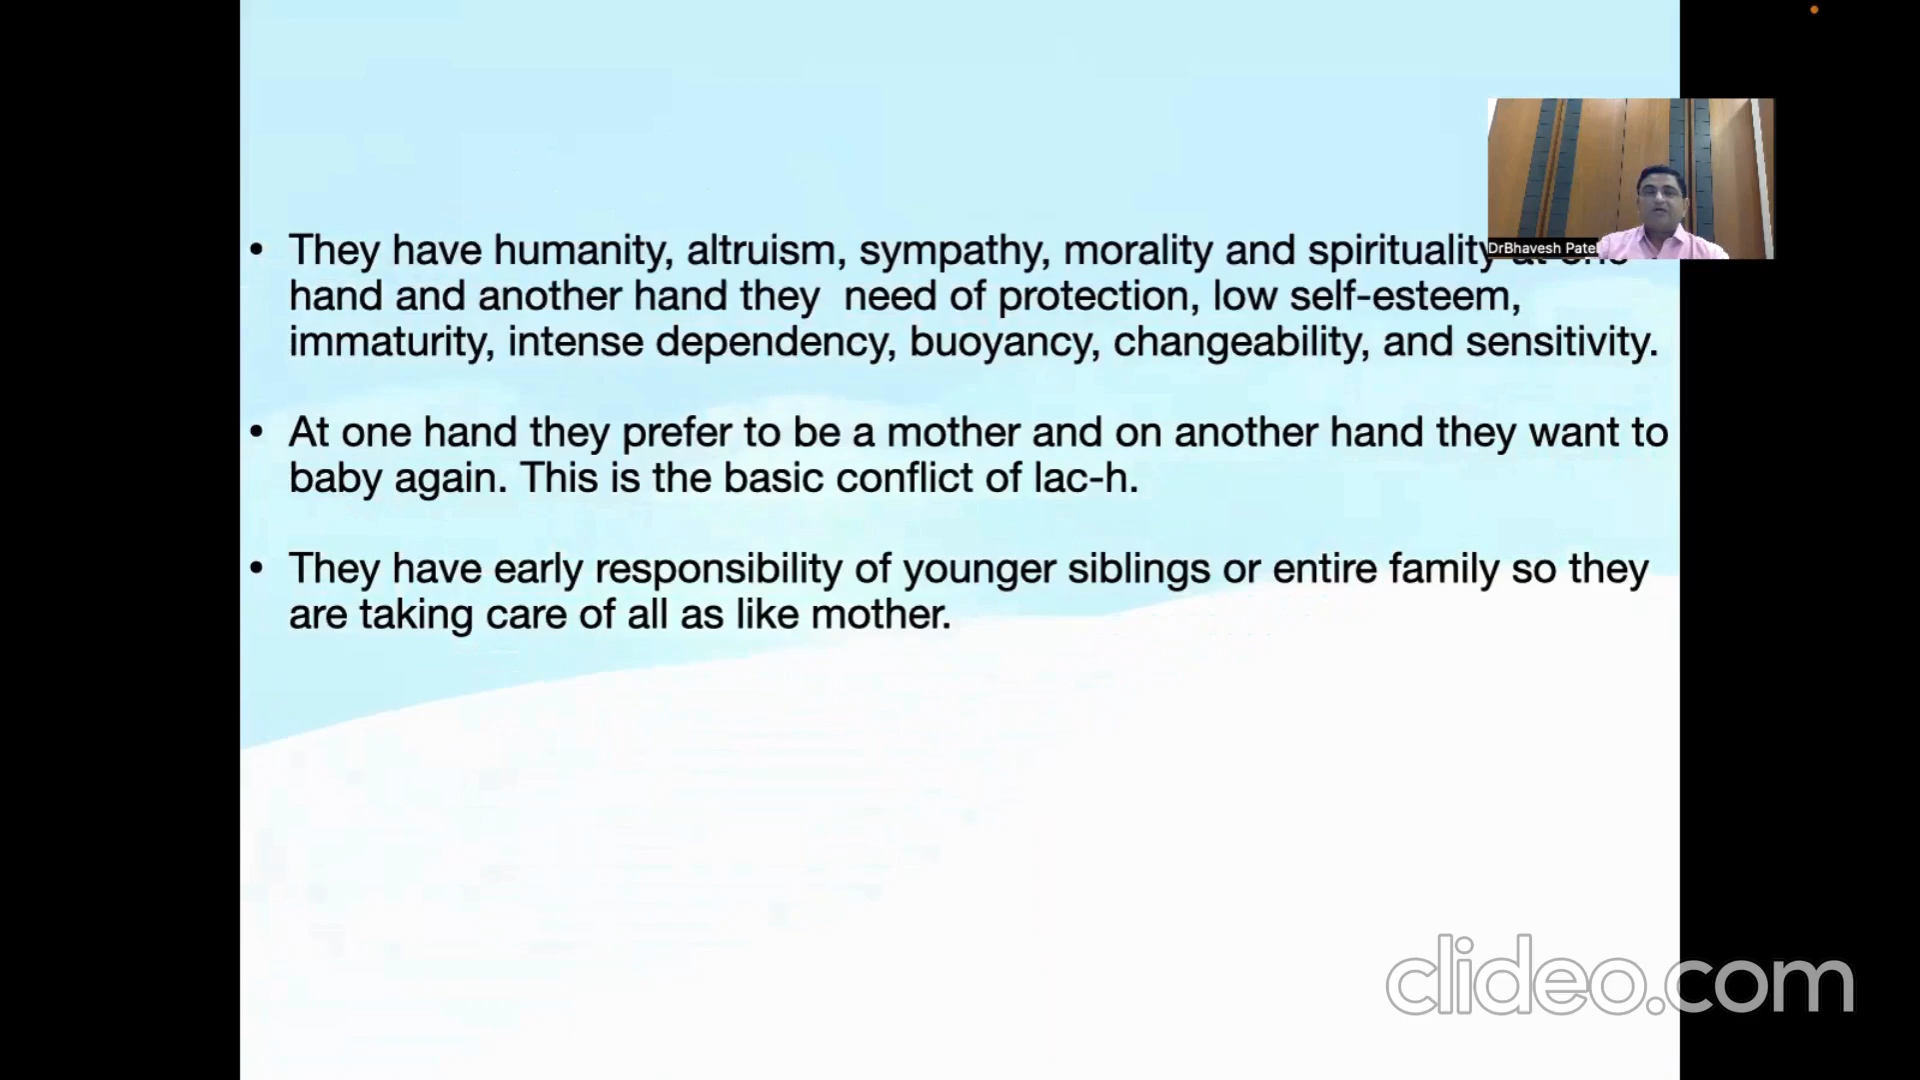 • They have humanity, altruism, sympathy, morality and spirituality at one
hand and another hand they  need of protection, low self-esteem,
immaturity, intense dependency, buoyancy, changeability, and sensitivity.
• At one hand they prefer to be a mother and on another hand they want to
baby again. This is the basic conflict of lac-h.
• They have early responsibility of younger siblings or entire family so they
are taking care of all as like mother.
DrBhavesh Patel
clideo.com